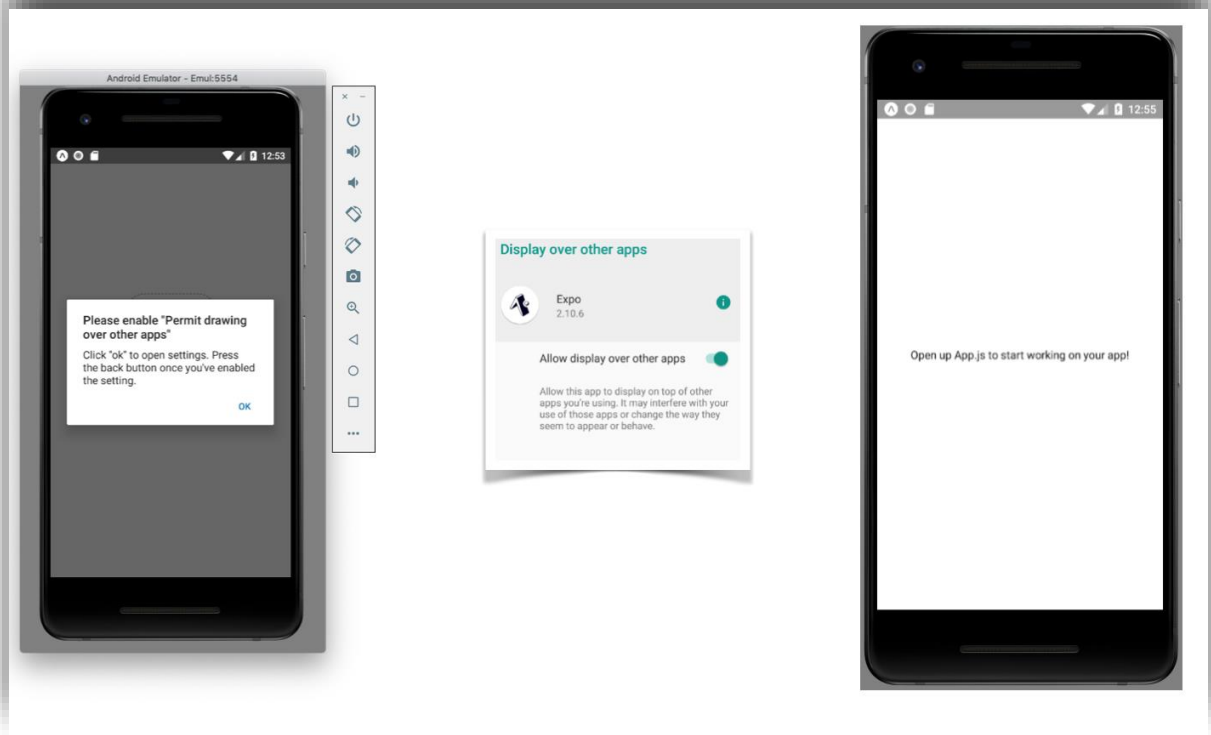 Android Emulator - Emul:5554
12:53
Please enable "Permit drawing
over other apps"
Click "ok" to open settings. Press
the back button once you've enabled
the setting.
OK
Display over other apps
Expo
2.10.6
Allow display over other apps
Allow this app to display on top of other
apps you're using. It may interfere with your
use of those apps or change the way they
seem to appear or behave.
12:55
Open up App.js to start working on your app!